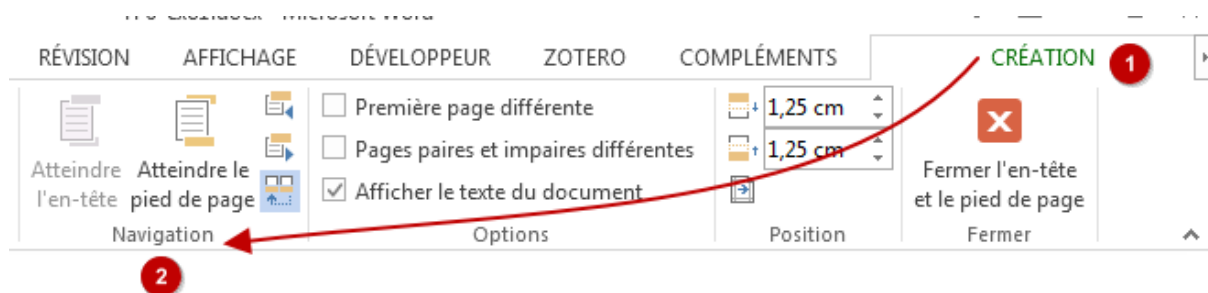 RÉVISION AFFICHAGE DÉVELOPPEUR ZOTERO COMPLÉMENTS CRÉATION 1
Première page différente 1,25 cm
Pages paires et impaires différentes 1,25 cm
Afficher le texte du document
Atteindre l'en-tête
Atteindre le pied de page
Fermer l'en-tête et le pied de page
Navigation Options Position Fermer
2